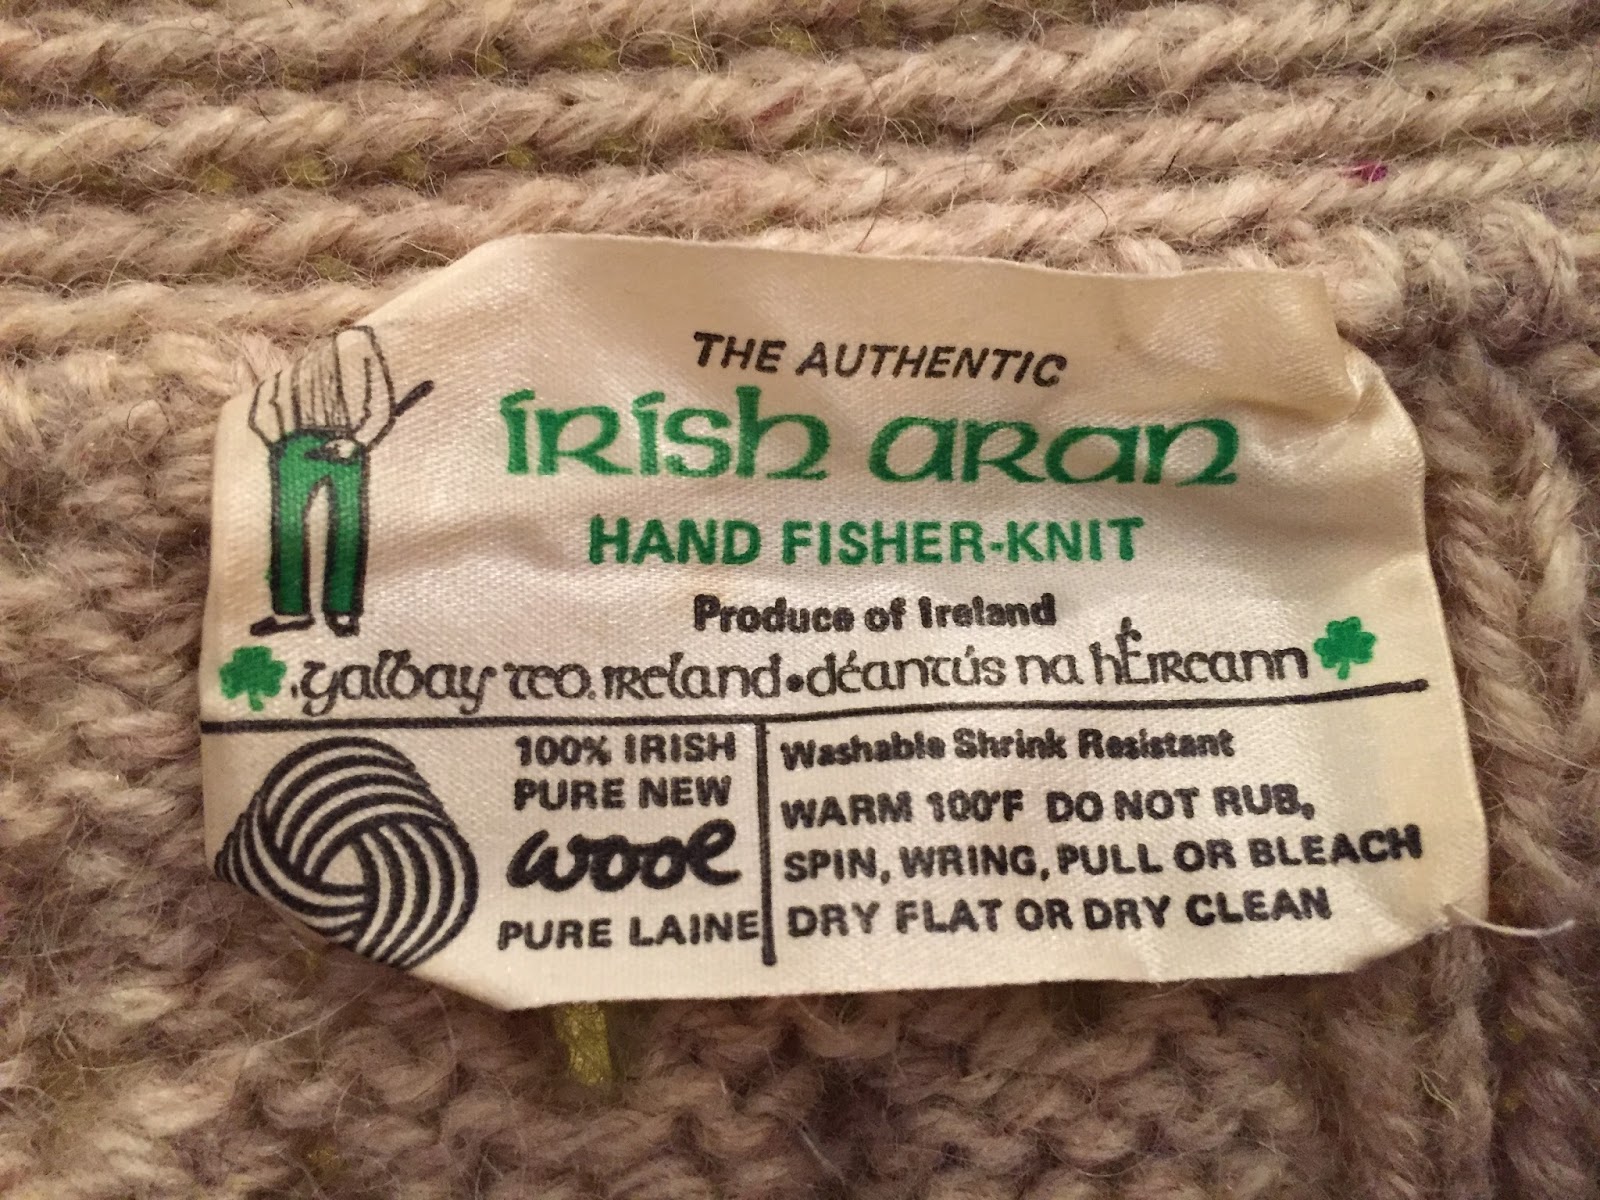 THE AUTHENTIC
IRISH ARAN
HAND FISHER-KNIT
Produce of Ireland
Galbay Teo. Ireland • Déantús na hÉireann
100% IRISH
PURE NEW
wool
PURE LAINE
Washable Shrink Resistant
WARM 100°F DO NOT RUB,
SPIN, WRING, PULL OR BLEACH
DRY FLAT OR DRY CLEAN